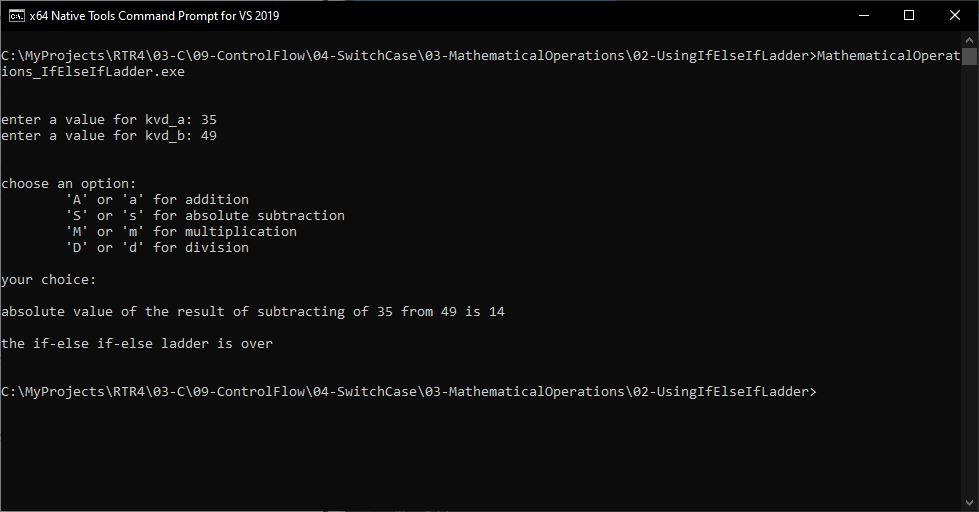 x64 Native Tools Command Prompt for VS 2019
C:\MyProjects\RTR4\03-C\09-ControlFlow\04-SwitchCase\03-MathematicalOperations\02-UsingIfElseIfLadder>MathematicalOperat
ions_IfElseIfLadder.exe
enter a value for kvd_a: 35
enter a value for kvd_b: 49
choose an option:
'A' or 'a' for addition
'S' or 's' for absolute subtraction
'M' or 'm' for multiplication
'D' or 'd' for division
your choice:
absolute value of the result of subtracting of 35 from 49 is 14
the if-else if-else ladder is over
C:\MyProjects\RTR4\03-C\09-ControlFlow\04-SwitchCase\03-MathematicalOperations\02-UsingIfElseIfLadder>